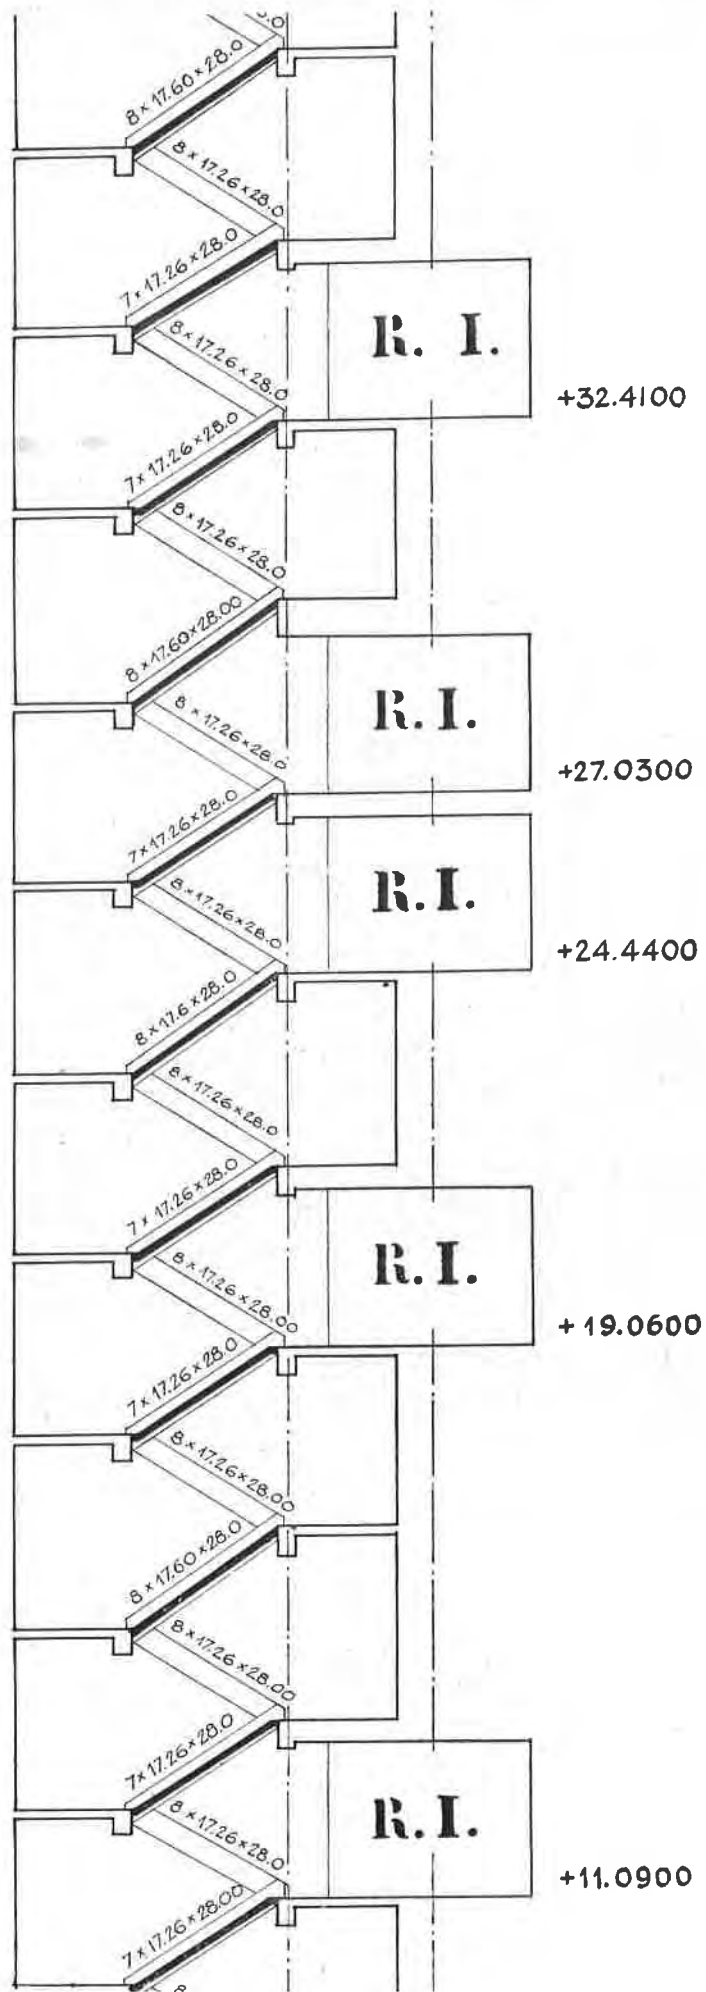 8 × 17.60 × 28.0
8 × 17.26 × 28.0
7 × 17.26 × 28.0
R. I.
8 × 17.26 × 28.0
+32.4100
7 × 17.26 × 28.0
8 × 17.26 × 28.0
8 × 17.60 × 28.00
R. I.
8 × 17.26 × 28.0
+27.0300
7 × 17.26 × 28.0
R. I.
8 × 17.26 × 28.0
+24.4400
8 × 17.6 × 28.0
8 × 17.26 × 28.0
7 × 17.26 × 28.0
R. I.
8 × 17.26 × 28.00
+19.0600
7 × 17.26 × 28.0
8 × 17.26 × 28.00
8 × 17.60 × 28.0
8 × 17.26 × 28.00
7 × 17.26 × 28.0
R. I.
8 × 17.26 × 28.0
+11.0900
7 × 17.26 × 28.00
8